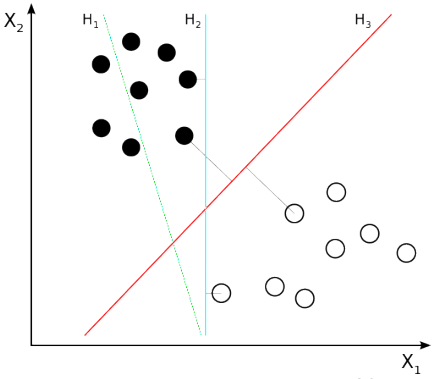 X₂
H₁ H₂ H₃
X₁